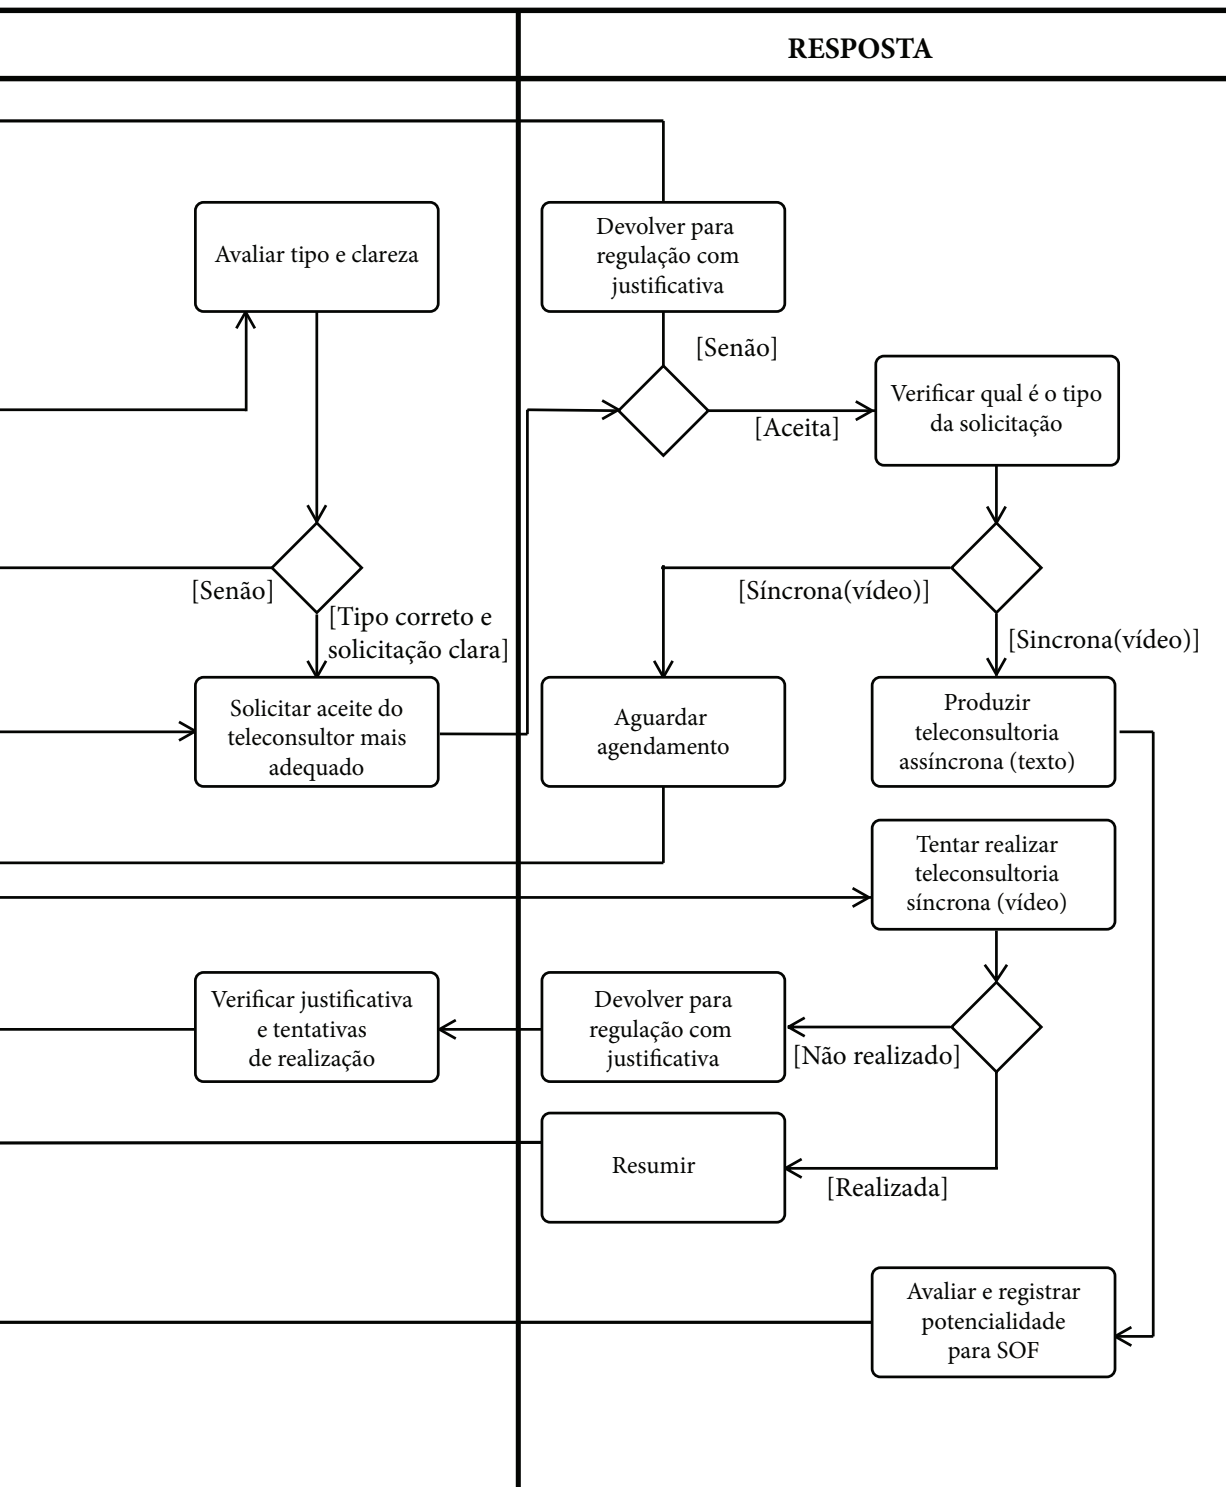 RESPOSTA
Avaliar tipo e clareza
Devolver para
regulação com
justificativa
[Senão]
[Aceita]
Verificar qual é o tipo
da solicitação
[Senão]
[Tipo correto e
solicitação clara]
[Síncrona(vídeo)]
[Sincrona(vídeo)]
Solicitar aceite do
teleconsultor mais
adequado
Aguardar
agendamento
Produzir
teleconsultoria
assíncrona (texto)
Tentar realizar
teleconsultoria
síncrona (vídeo)
Verificar justificativa
e tentativas
de realização
Devolver para
regulação com
justificativa
[Não realizado]
Resumir
[Realizada]
Avaliar e registrar
potencialidade
para SOF